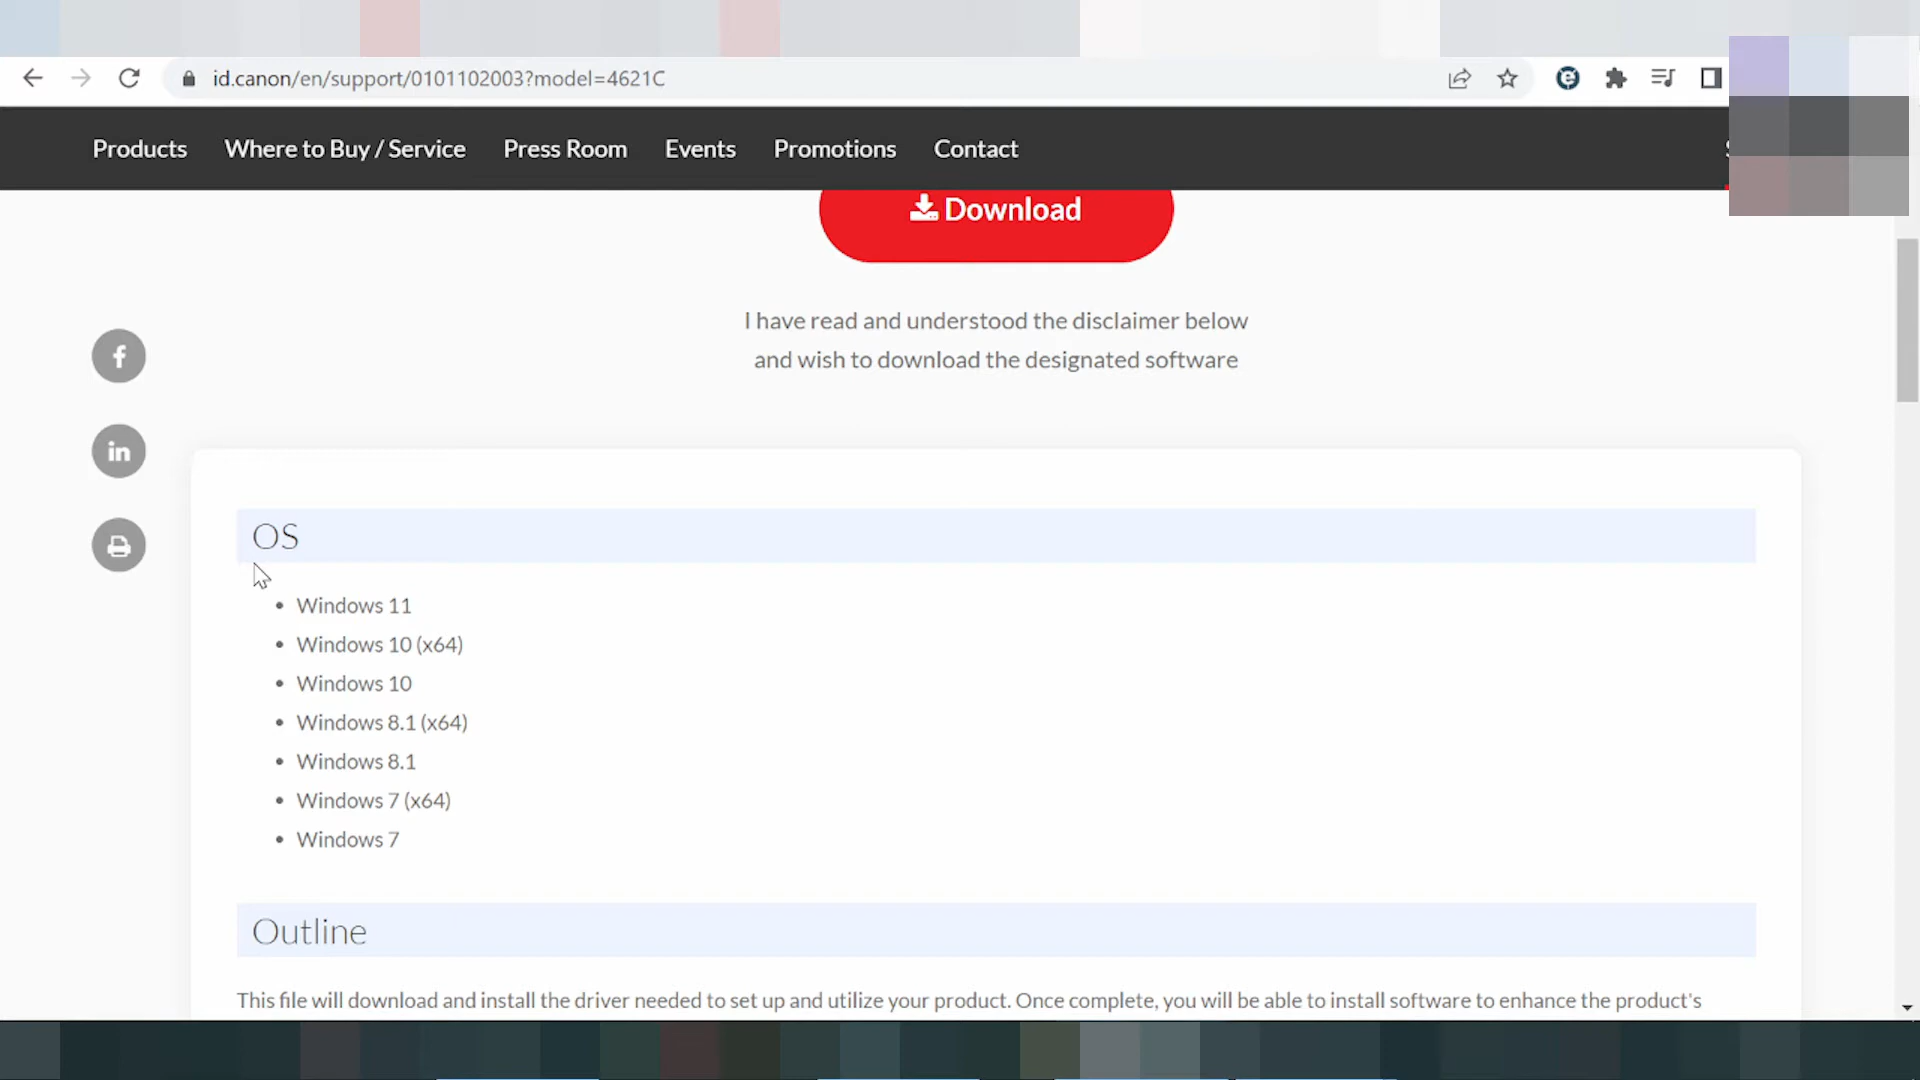 id.canon/en/support/0101102003?model=4621C
Products Where to Buy / Service Press Room Events Promotions Contact
Download
I have read and understood the disclaimer below
and wish to download the designated software
OS
Windows 11
Windows 10 (x64)
Windows 10
Windows 8.1 (x64)
Windows 8.1
Windows 7 (x64)
Windows 7
Outline
This file will download and install the driver needed to set up and utilize your product. Once complete, you will be able to install software to enhance the product's